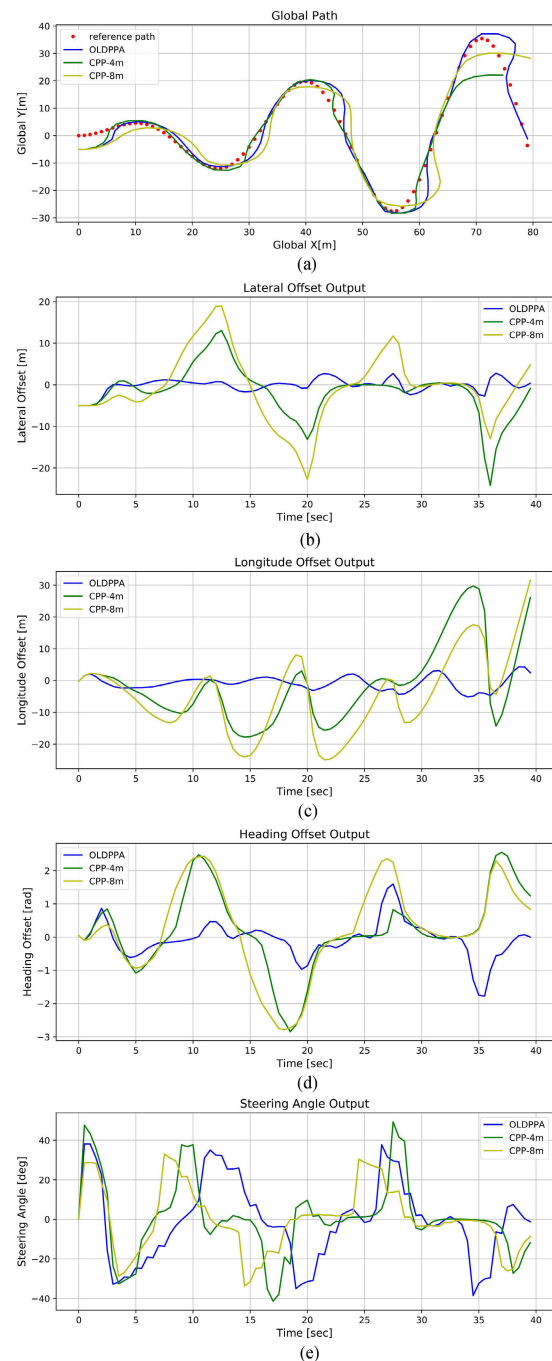 Global Path
reference path
OLDPPA
CPP-4m
CPP-8m
Global Y[m]
40
30
20
10
0
−10
−20
−30
0 10 20 30 40 50 60 70 80
Global X[m]
(a)
Lateral Offset Output
OLDPPA
CPP-4m
CPP-8m
Lateral Offset [m]
20
10
0
−10
−20
0 5 10 15 20 25 30 35 40
Time [sec]
(b)
Longitude Offset Output
OLDPPA
CPP-4m
CPP-8m
Longitude Offset [m]
30
20
10
0
−10
−20
0 5 10 15 20 25 30 35 40
Time [sec]
(c)
Heading Offset Output
OLDPPA
CPP-4m
CPP-8m
Heading Offset [rad]
2
1
0
−1
−2
−3
0 5 10 15 20 25 30 35 40
Time [sec]
(d)
Steering Angle Output
OLDPPA
CPP-4m
CPP-8m
Steering Angle [deg]
40
20
0
−20
−40
0 5 10 15 20 25 30 35 40
Time [sec]
(e)